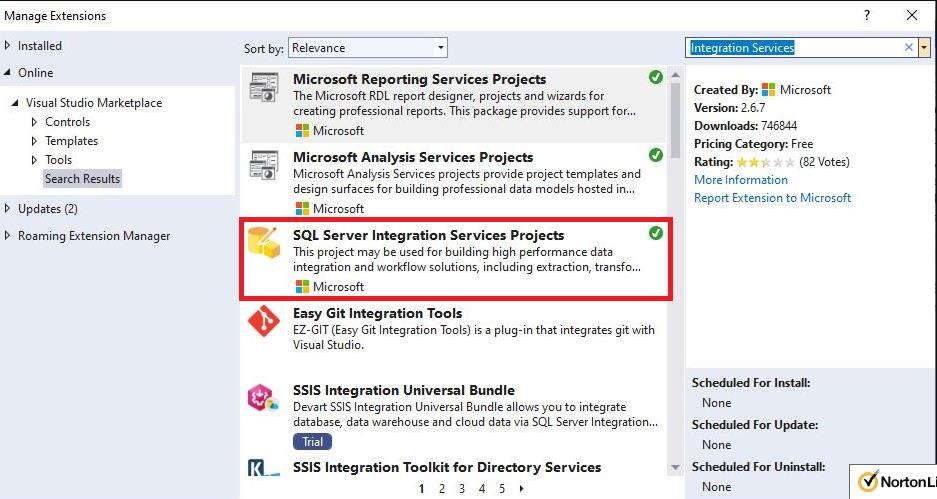 Manage Extensions
?
Installed
Online
Visual Studio Marketplace
Controls
Templates
Tools
Search Results
Updates (2)
Roaming Extension Manager
Sort by: Relevance
Integration Services
Microsoft Reporting Services Projects
The Microsoft RDL report designer, projects and wizards for
creating professional reports. This package provides support for...
Microsoft
Microsoft Analysis Services Projects
Microsoft Analysis Services projects provide project templates and
design surfaces for building professional data models hosted in...
Microsoft
SQL Server Integration Services Projects
This project may be used for building high performance data
integration and workflow solutions, including extraction, transfo...
Microsoft
Easy Git Integration Tools
EZ-GIT (Easy Git Integration Tools) is a plug-in that integrates git with
Visual Studio.
SSIS Integration Universal Bundle
Devart SSIS Integration Universal Bundle allows you to integrate
database, data warehouse and cloud data via SQL Server Integration...
Trial
SSIS Integration Toolkit for Directory Services
1 2 3 4 5
Created By: Microsoft
Version: 2.6.7
Downloads: 746844
Pricing Category: Free
Rating: (82 Votes)
More Information
Report Extension to Microsoft
Scheduled For Install:
None
Scheduled For Update:
None
Scheduled For Uninstall:
None
NortonLi